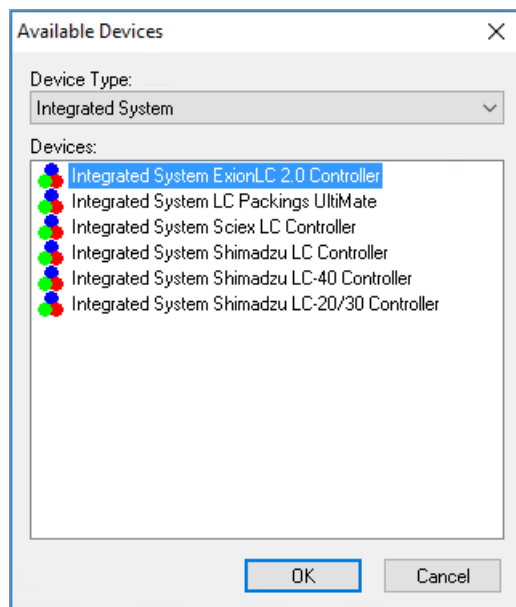 Available Devices
Device Type:
Integrated System
Devices:
Integrated System ExionLC 2.0 Controller
Integrated System LC Packings UltiMate
Integrated System Sciex LC Controller
Integrated System Shimadzu LC Controller
Integrated System Shimadzu LC-40 Controller
Integrated System Shimadzu LC-20/30 Controller
OK Cancel